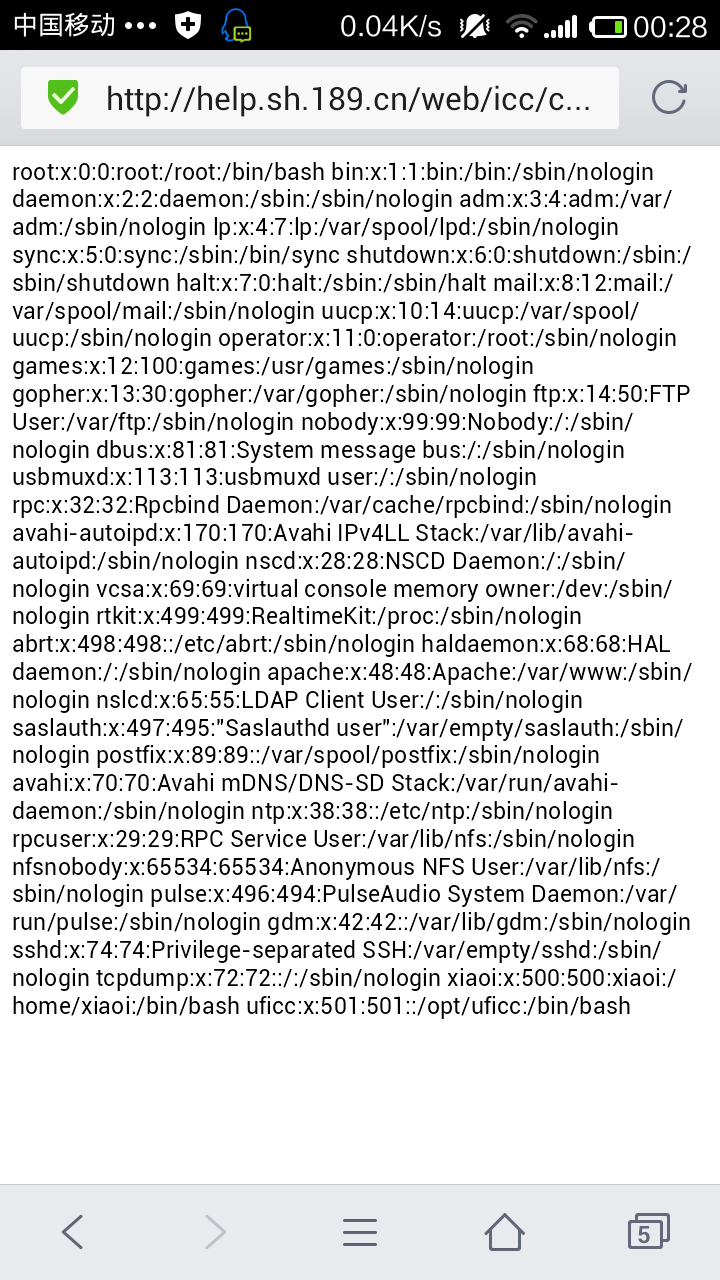 中国移动 ••• 0.04K/s 00:28
http://help.sh.189.cn/web/icc/c...
root:x:0:0:root:/root:/bin/bash bin:x:1:1:bin:/bin:/sbin/nologin
daemon:x:2:2:daemon:/sbin:/sbin/nologin adm:x:3:4:adm:/var/
adm:/sbin/nologin lp:x:4:7:lp:/var/spool/lpd:/sbin/nologin
sync:x:5:0:sync:/sbin:/bin/sync shutdown:x:6:0:shutdown:/sbin:/
sbin/shutdown halt:x:7:0:halt:/sbin:/sbin/halt mail:x:8:12:mail:/
var/spool/mail:/sbin/nologin uucp:x:10:14:uucp:/var/spool/
uucp:/sbin/nologin operator:x:11:0:operator:/root:/sbin/nologin
games:x:12:100:games:/usr/games:/sbin/nologin
gopher:x:13:30:gopher:/var/gopher:/sbin/nologin ftp:x:14:50:FTP
User:/var/ftp:/sbin/nologin nobody:x:99:99:Nobody:/:/sbin/
nologin dbus:x:81:81:System message bus:/:/sbin/nologin
usbmuxd:x:113:113:usbmuxd user:/:/sbin/nologin
rpc:x:32:32:Rpcbind Daemon:/var/cache/rpcbind:/sbin/nologin
avahi-autoipd:x:170:170:Avahi IPv4LL Stack:/var/lib/avahi-
autoipd:/sbin/nologin nscd:x:28:28:NSCD Daemon:/:/sbin/
nologin vcsa:x:69:69:virtual console memory owner:/dev:/sbin/
nologin rtkit:x:499:499:RealtimeKit:/proc:/sbin/nologin
abrt:x:498:498::/etc/abrt:/sbin/nologin haldaemon:x:68:68:HAL
daemon:/:/sbin/nologin apache:x:48:48:Apache:/var/www:/sbin/
nologin nslcd:x:65:55:LDAP Client User:/:/sbin/nologin
saslauth:x:497:495:"Saslauthd user":/var/empty/saslauth:/sbin/
nologin postfix:x:89:89::/var/spool/postfix:/sbin/nologin
avahi:x:70:70:Avahi mDNS/DNS-SD Stack:/var/run/avahi-
daemon:/sbin/nologin ntp:x:38:38::/etc/ntp:/sbin/nologin
rpcuser:x:29:29:RPC Service User:/var/lib/nfs:/sbin/nologin
nfsnobody:x:65534:65534:Anonymous NFS User:/var/lib/nfs:/
sbin/nologin pulse:x:496:494:PulseAudio System Daemon:/var/
run/pulse:/sbin/nologin gdm:x:42:42::/var/lib/gdm:/sbin/nologin
sshd:x:74:74:Privilege-separated SSH:/var/empty/sshd:/sbin/
nologin tcpdump:x:72:72::/:/sbin/nologin xiaoi:x:500:500:xiaoi:/
home/xiaoi:/bin/bash uficc:x:501:501::/opt/uficc:/bin/bash
5